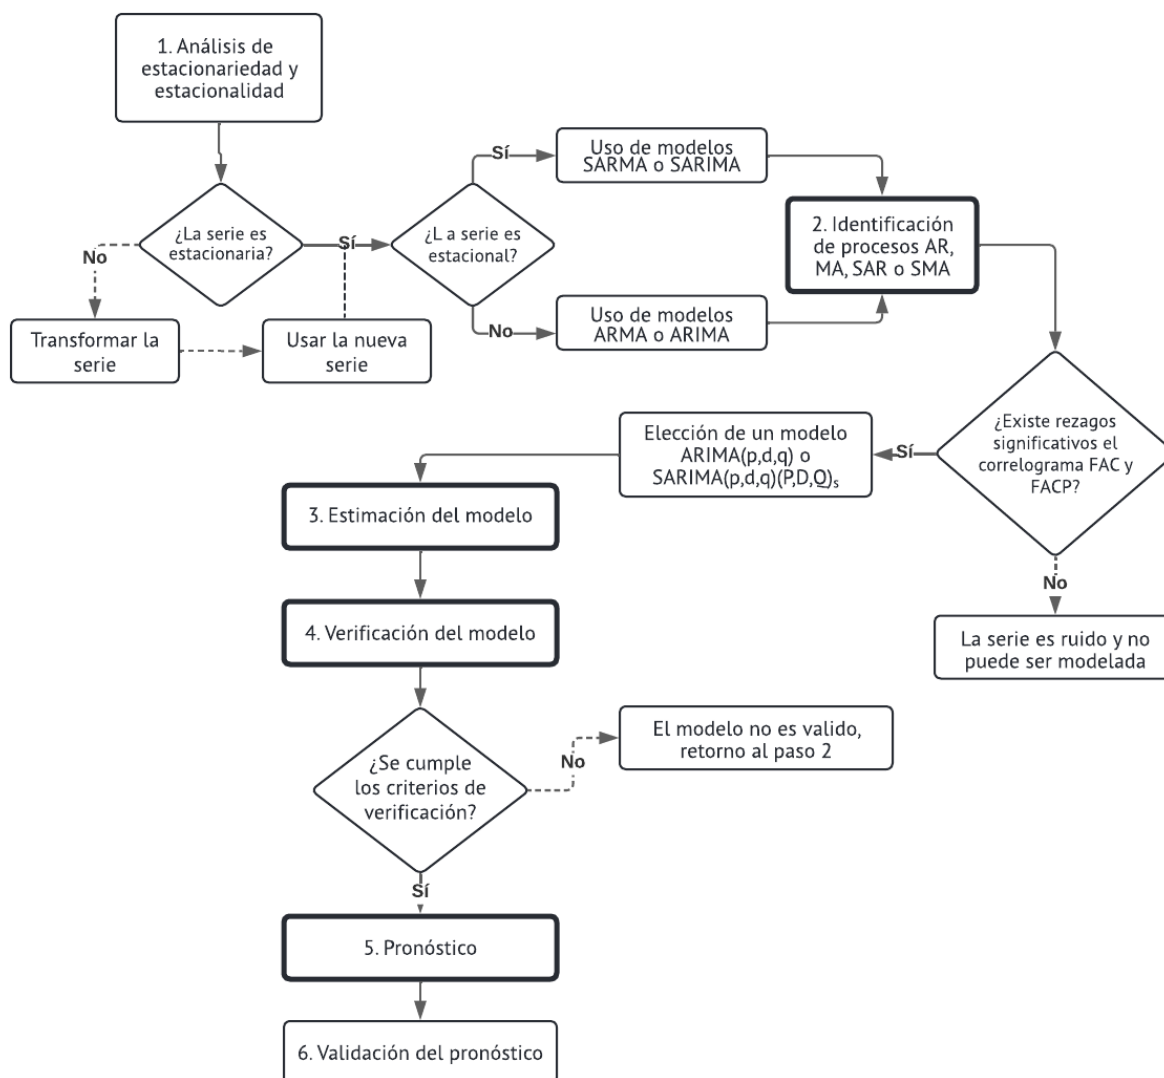 1. Análisis de
estacionariedad y
estacionalidad
¿La serie es
estacionaria?
No
Sí
Transformar la
serie
Usar la nueva
serie
¿L a serie es
estacional?
Sí
No
Uso de modelos
SARMA o SARIMA
Uso de modelos
ARMA o ARIMA
2. Identificación
de procesos AR,
MA, SAR o SMA
¿Existe rezagos
significativos el
correlograma FAC y
FACP?
Sí
No
La serie es ruido y no
puede ser modelada
Elección de un modelo
ARIMA(p,d,q) o
SARIMA(p,d,q)(P,D,Q)s
3. Estimación del modelo
4. Verificación del modelo
¿Se cumple
los criterios de
verificación?
No
El modelo no es valido,
retorno al paso 2
Sí
5. Pronóstico
6. Validación del pronóstico